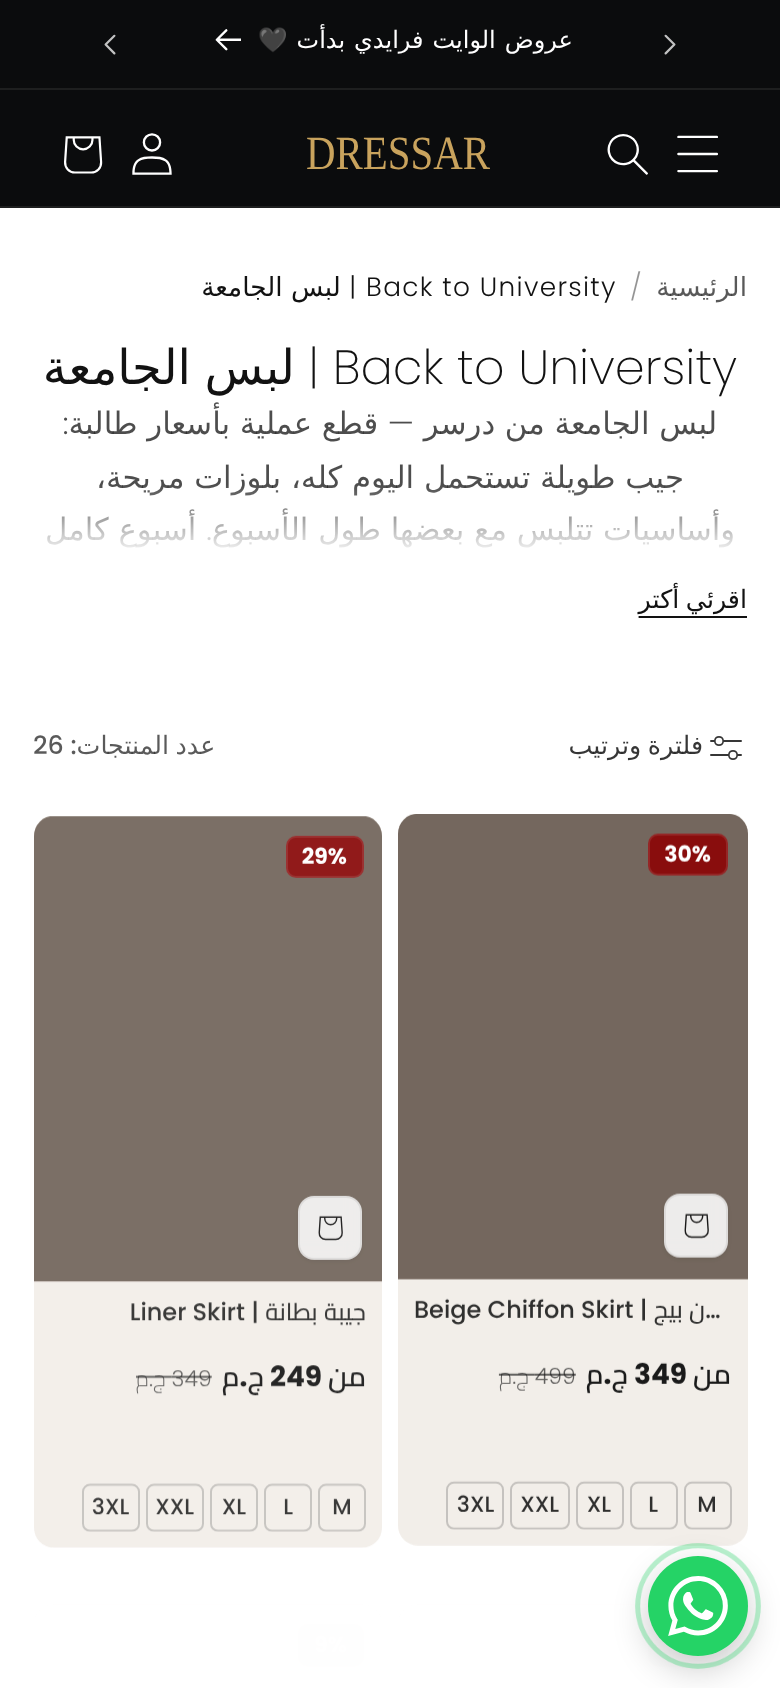 عروض الوايت فرايدي بدأت 🖤 ←
DRESSAR
الرئيسية / Back to University | لبس الجامعة
Back to University | لبس الجامعة
لبس الجامعة من درسر — قطع عملية بأسعار طالبة:
جيب طويلة تستحمل اليوم كله، بلوزات مريحة،
وأساسيات تتلبس مع بعضها طول الأسبوع. أسبوع كامل
اقرئي أكتر
فلترة وترتيب
عدد المنتجات: 26
30%
Beige Chiffon Skirt | ن بيج...
من 349 ج.م 499 ج.م
M L XL XXL 3XL
29%
Liner Skirt | جيبة بطانة
من 249 ج.م 349 ج.م
M L XL XXL 3XL